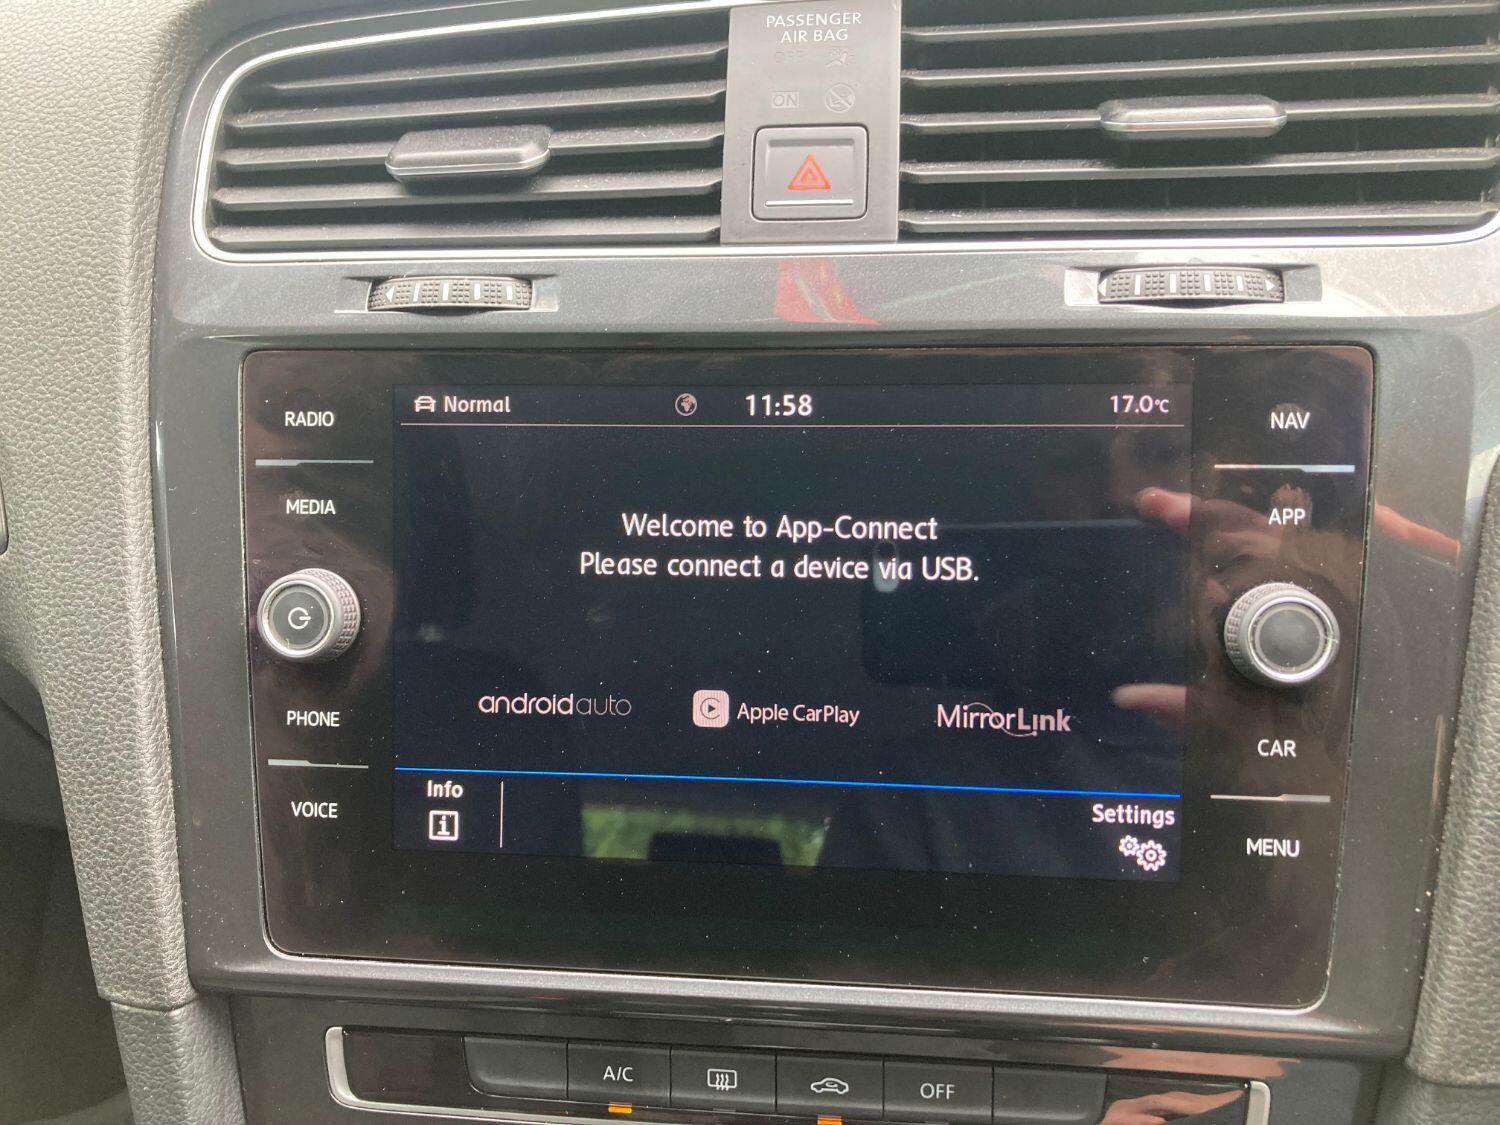 PASSENGER
AIR BAG
OFF
ON
Normal
11:58
17.0°C
RADIO
MEDIA
PHONE
VOICE
NAV
APP
CAR
MENU
Welcome to App-Connect
Please connect a device via USB.
androidauto
Apple CarPlay
MirrorLink
Info
i
Settings
A/C
OFF